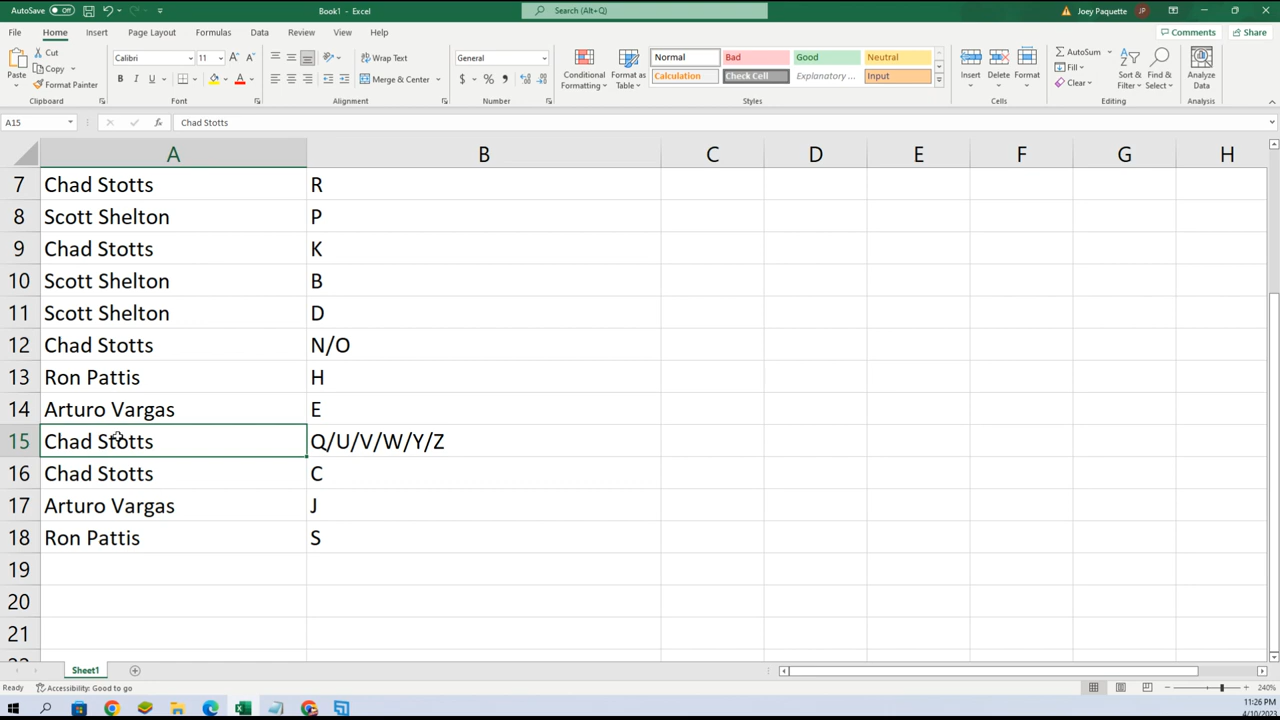 AutoSave Off Book1 - Excel Search (Alt+Q) Joey Paquette JP
File Home Insert Page Layout Formulas Data Review View Help Comments Share
Paste Cut Copy Format Painter Calibri 11 B I U Wrap Text Merge & Center General $ % , Conditional Formatting Format as Table Normal Bad Good Neutral Calculation Check Cell Explanatory ... Input Insert Delete Format AutoSum Fill Clear Sort & Filter Find & Select Analyze Data
Clipboard Font Alignment Number Styles Cells Editing Analysis
A15 fx Chad Stotts
A B C D E F G H
7 Chad Stotts R
8 Scott Shelton P
9 Chad Stotts K
10 Scott Shelton B
11 Scott Shelton D
12 Chad Stotts N/O
13 Ron Pattis H
14 Arturo Vargas E
15 Chad Stotts Q/U/V/W/Y/Z
16 Chad Stotts C
17 Arturo Vargas J
18 Ron Pattis S
19
20
21
Sheet1
Ready Accessibility: Good to go 240%
11:26 PM
4/10/2023